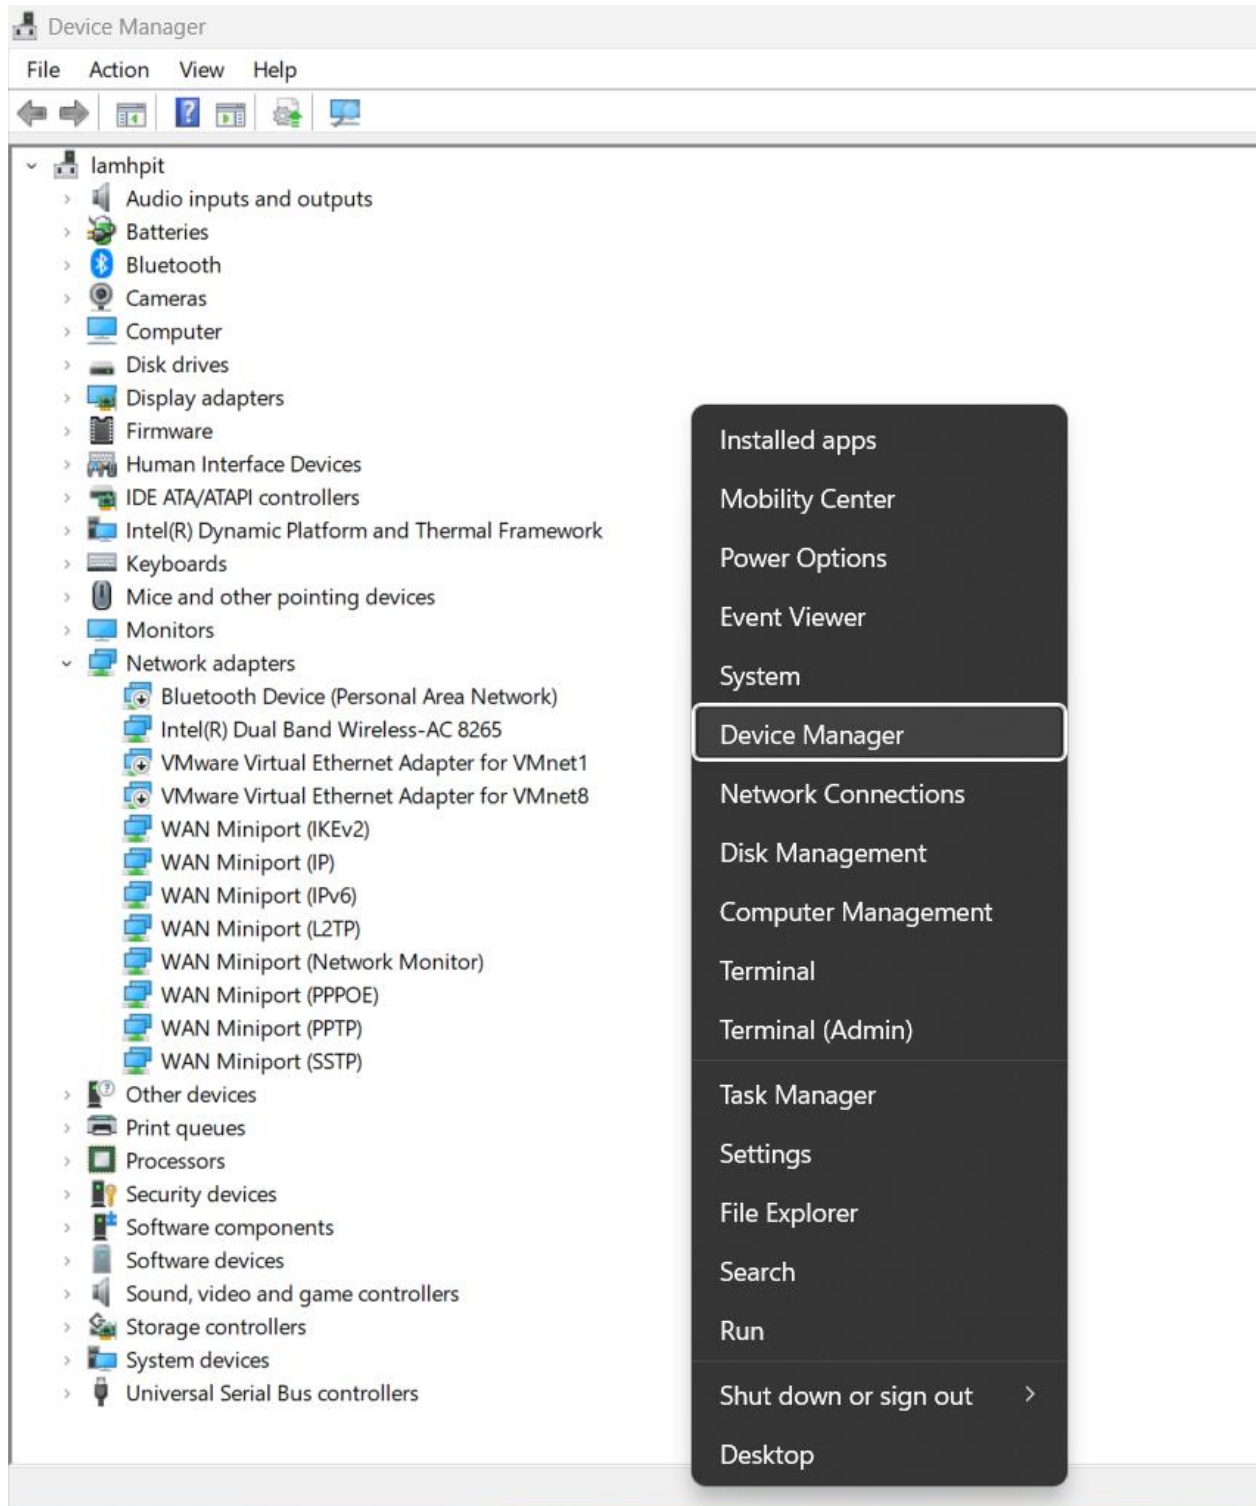 Device Manager
File Action View Help
lamhpit
Audio inputs and outputs
Batteries
Bluetooth
Cameras
Computer
Disk drives
Display adapters
Firmware
Human Interface Devices
IDE ATA/ATAPI controllers
Intel(R) Dynamic Platform and Thermal Framework
Keyboards
Mice and other pointing devices
Monitors
Network adapters
Bluetooth Device (Personal Area Network)
Intel(R) Dual Band Wireless-AC 8265
VMware Virtual Ethernet Adapter for VMnet1
VMware Virtual Ethernet Adapter for VMnet8
WAN Miniport (IKEv2)
WAN Miniport (IP)
WAN Miniport (IPv6)
WAN Miniport (L2TP)
WAN Miniport (Network Monitor)
WAN Miniport (PPPOE)
WAN Miniport (PPTP)
WAN Miniport (SSTP)
Other devices
Print queues
Processors
Security devices
Software components
Software devices
Sound, video and game controllers
Storage controllers
System devices
Universal Serial Bus controllers
Installed apps
Mobility Center
Power Options
Event Viewer
System
Device Manager
Network Connections
Disk Management
Computer Management
Terminal
Terminal (Admin)
Task Manager
Settings
File Explorer
Search
Run
Shut down or sign out
Desktop